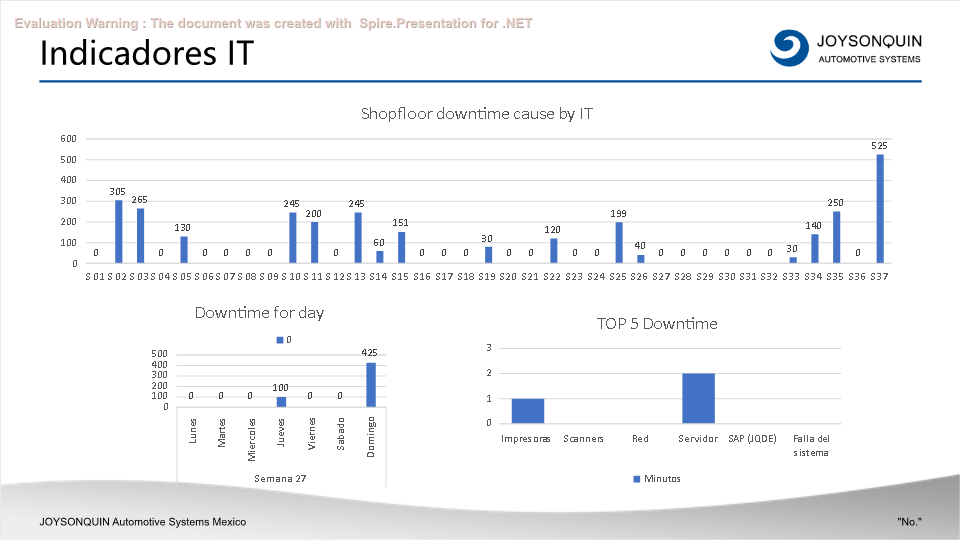 Evaluation Warning : The document was created with Spire.Presentation for .NET
Indicadores IT
JOYSONQUIN
AUTOMOTIVE SYSTEMS
Shopfloor downtime cause by IT
600
500
400
300
200
100
0
0 305 265 0 130 0 0 0 0 245 200 0 245 60 151 0 0 0 30 0 0 120 0 0 199 40 0 0 0 0 0 0 30 140 250 0 525
S 01 S 02 S 03 S 04 S 05 S 06 S 07 S 08 S 09 S 10 S 11 S 12 S 13 S 14 S15 S16 S17 S18 S19 S20 S21 S22 S23 S24 S25 S26 S27 S28 S29 S30 S31 S32 S33 S34 S35 S36 S37
Downtime for day
0
500
400
300
200
100
0
0 0 0 100 0 0 425
Lunes
Martes
Miercoles
Jueves
Viernes
Sabado
Domingo
Semana 27
TOP 5 Downtime
3
2
1
0
Impresoras Scanners Red Servidor SAP (JQDE) Falla del
sistema
Minutos
JOYSONQUIN Automotive Systems Mexico
"No."